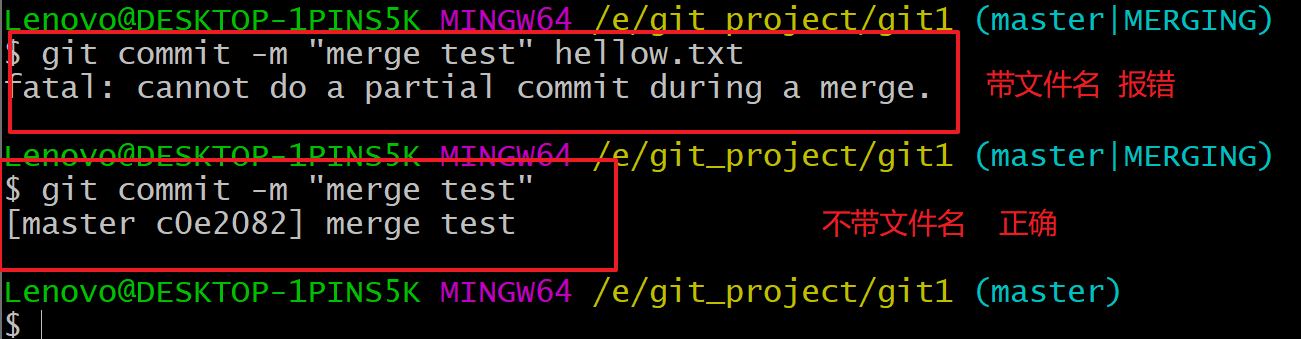 Lenovo@DESKTOP-1PINS5K MINGW64 /e/git_project/git1 (master|MERGING)
$ git commit -m "merge test" hellow.txt
fatal: cannot do a partial commit during a merge. 带文件名 报错
Lenovo@DESKTOP-1PINS5K MINGW64 /e/git_project/git1 (master|MERGING)
$ git commit -m "merge test"
[master c0e2082] merge test 不带文件名 正确
Lenovo@DESKTOP-1PINS5K MINGW64 /e/git_project/git1 (master)
$